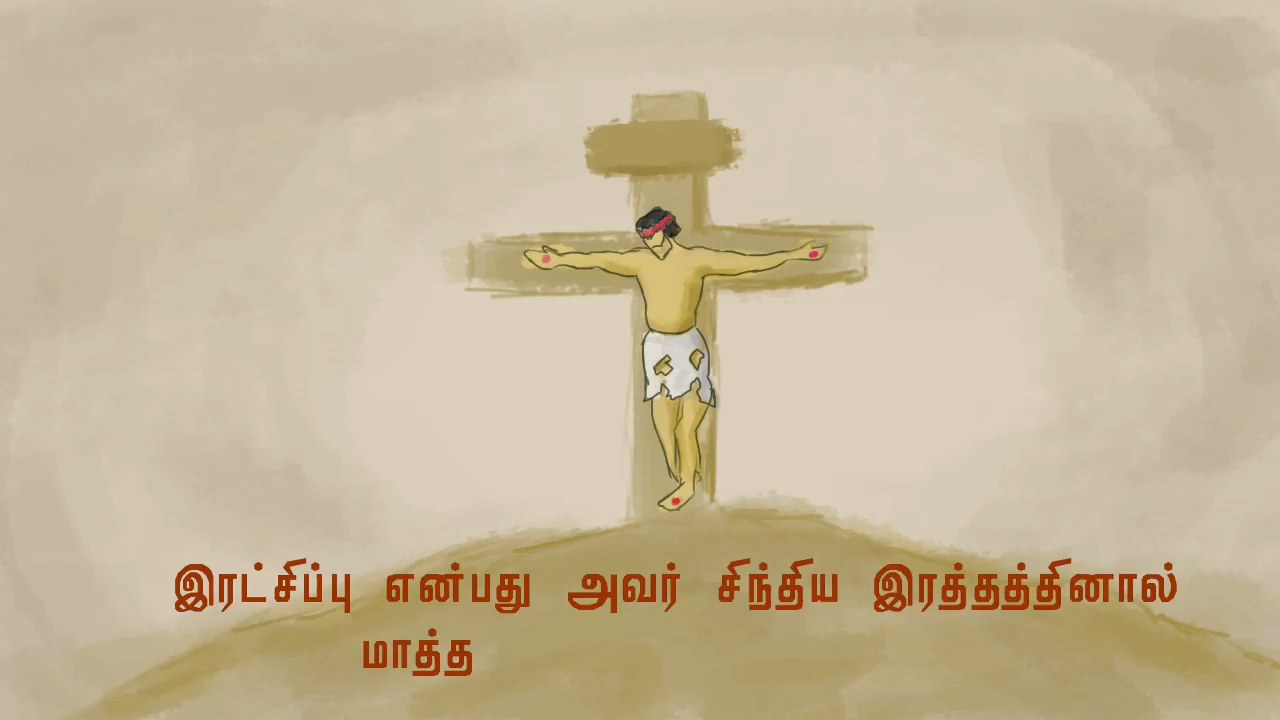 இரட்சிப்பு என்பது அவர் சிந்திய இரத்தத்தினால்
மாத்த